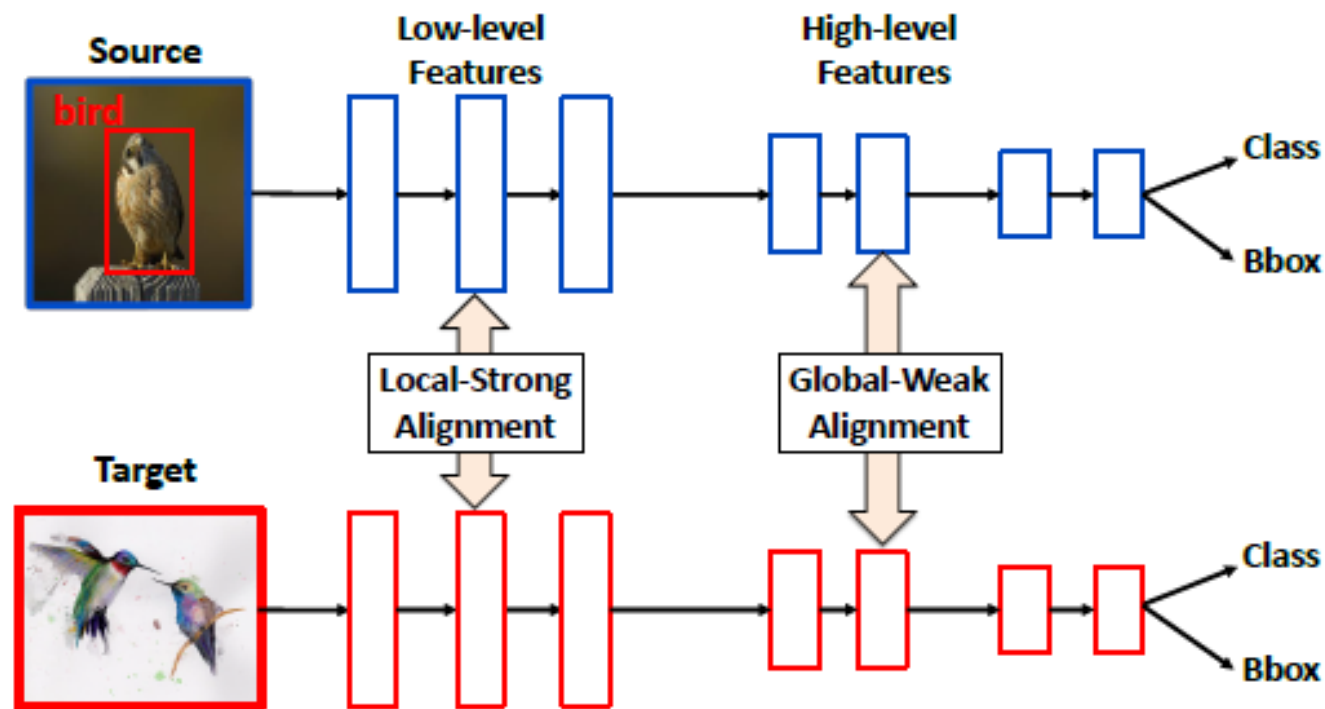 Source
bird
Low-level
Features
High-level
Features
Class
Bbox
Local-Strong
Alignment
Global-Weak
Alignment
Target
Class
Bbox